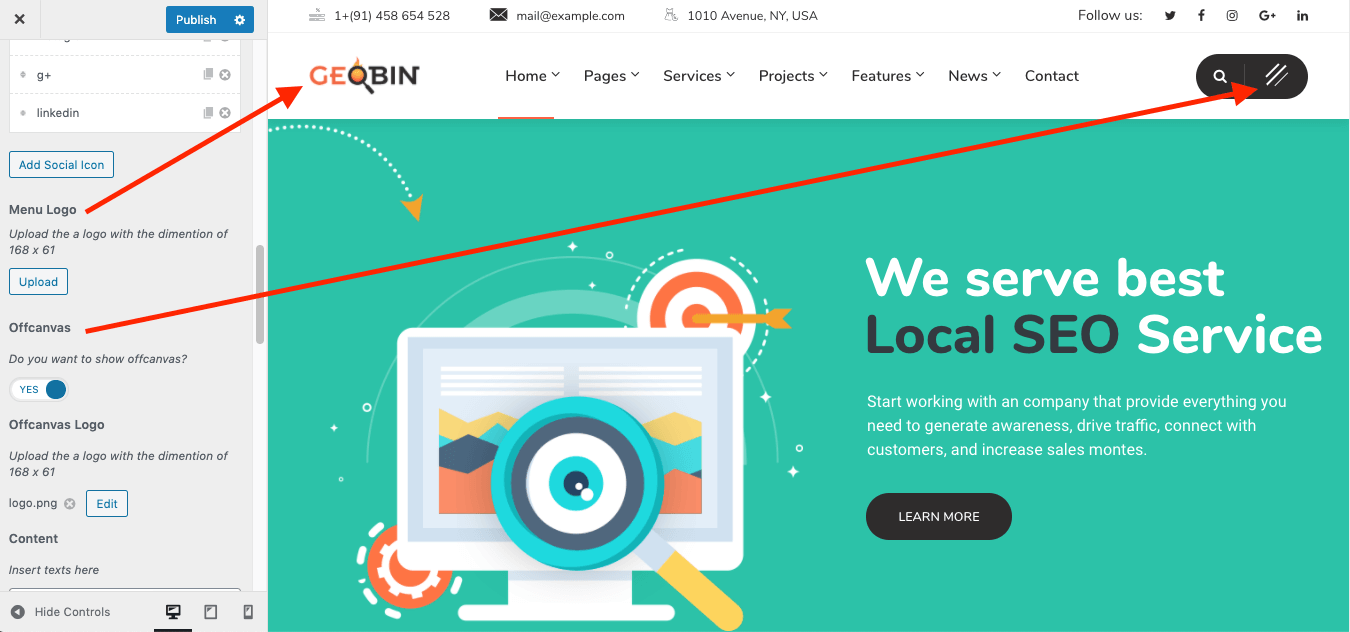 Publish
g+
linkedin
Add Social Icon
Menu Logo
Upload the a logo with the dimention of
168 x 61
Upload
Offcanvas
Do you want to show offcanvas?
YES
Offcanvas Logo
Upload the a logo with the dimention of
168 x 61
logo.png
Edit
Content
Insert texts here
Hide Controls
1+(91) 458 654 528
mail@example.com
1010 Avenue, NY, USA
Follow us:
GEOBIN
Home
Pages
Services
Projects
Features
News
Contact
We serve best
Local SEO Service
Start working with an company that provide everything you
need to generate awareness, drive traffic, connect with
customers, and increase sales montes.
LEARN MORE